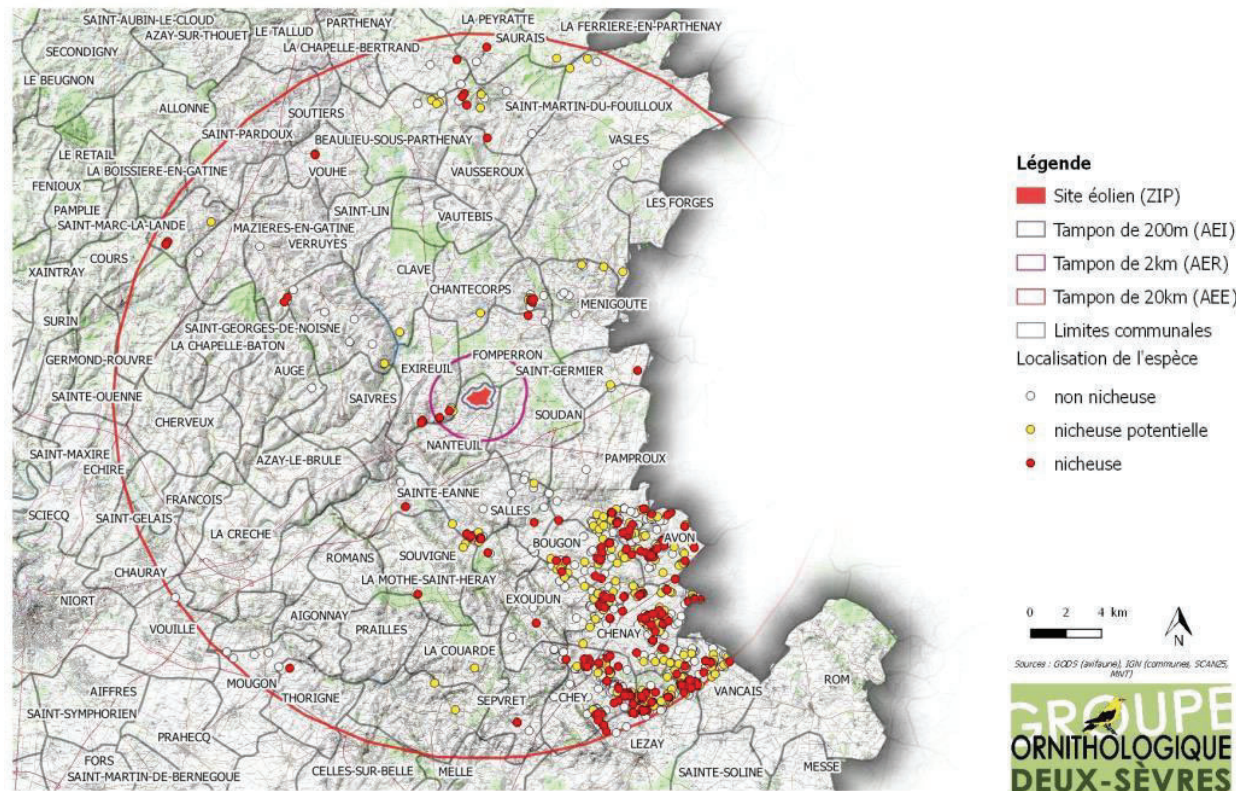 SAINT-AUBIN-LE-CLOUD
PARTHENAY
LA PEYRATTE
LA FERRIERE-EN-PARTHENAY
AZAY-SUR-THOUET
LE TALLUD
SECONDIGNY
LA CHAPELLE-BERTRAND
SAURAIS
LE BEUGNON
ALLONNE
SOUTIERS
SAINT-MARTIN-DU-FOUILLOUX
SAINT-PARDOUX
BEAULIEU-SOUS-PARTHENAY
VASLES
LE RETAIL
LA BOISSIERE-EN-GATINE
VOUHE
VAUSSEROUX
FENIOUX
PAMPLIE
SAINT-LIN
LES FORGES
SAINT-MARC-LA-LANDE
MAZIERES-EN-GATINE
VAUTEBIS
COURS
VERRUYES
XAINTRAY
CLAVE
CHANTECORPS
MENIGOUTE
SURIN
SAINT-GEORGES-DE-NOISNE
LA CHAPELLE-BATON
GERMOND-ROUVRE
FOMPERRON
EXIREUIL
SAINT-GERMIER
AUGE
SAINTE-OUENNE
SAIVRES
SOUDAN
CHERVEUX
NANTEUIL
SAINT-MAXIRE
AZAY-LE-BRULE
PAMPROUX
ECHIRE
FRANCOIS
SAINTE-EANNE
SCIECQ
SAINT-GELAIS
SALLES
LA CRECHE
BOUGON
AVON
ROMANS
SOUVIGNE
CHAURAY
LA MOTHE-SAINT-HERAY
NIORT
EXOUDUN
AIGONNAY
VOUILLE
PRAILLES
CHENAY
LA COUARDE
AIFFRES
MOUGON
THORIGNE
SEPVRET
CHEY
VANCAIS
ROM
SAINT-SYMPHORIEN
PRAHECQ
LEZAY
FORS
SAINT-MARTIN-DE-BERNEGOUE
CELLES-SUR-BELLE
MELLE
SAINTE-SOLINE
MESSE
Légende
Site éolien (ZIP)
Tampon de 200m (AEI)
Tampon de 2km (AER)
Tampon de 20km (AEE)
Limites communales
Localisation de l'espèce
non nicheuse
nicheuse potentielle
nicheuse
0 2 4 km
N
Sources : GODS (avifaune), IGN (communes, SCAN25, MNT)
GROUPE
ORNITHOLOGIQUE
DEUX-SÈVRES